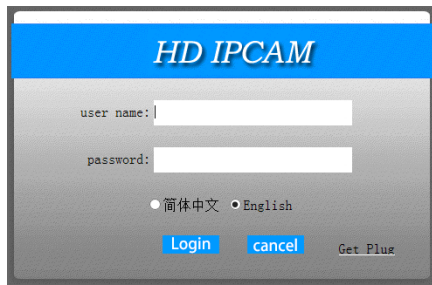 HD IPCAM
user name:
password:
简体中文 English
Login cancel Get Plug